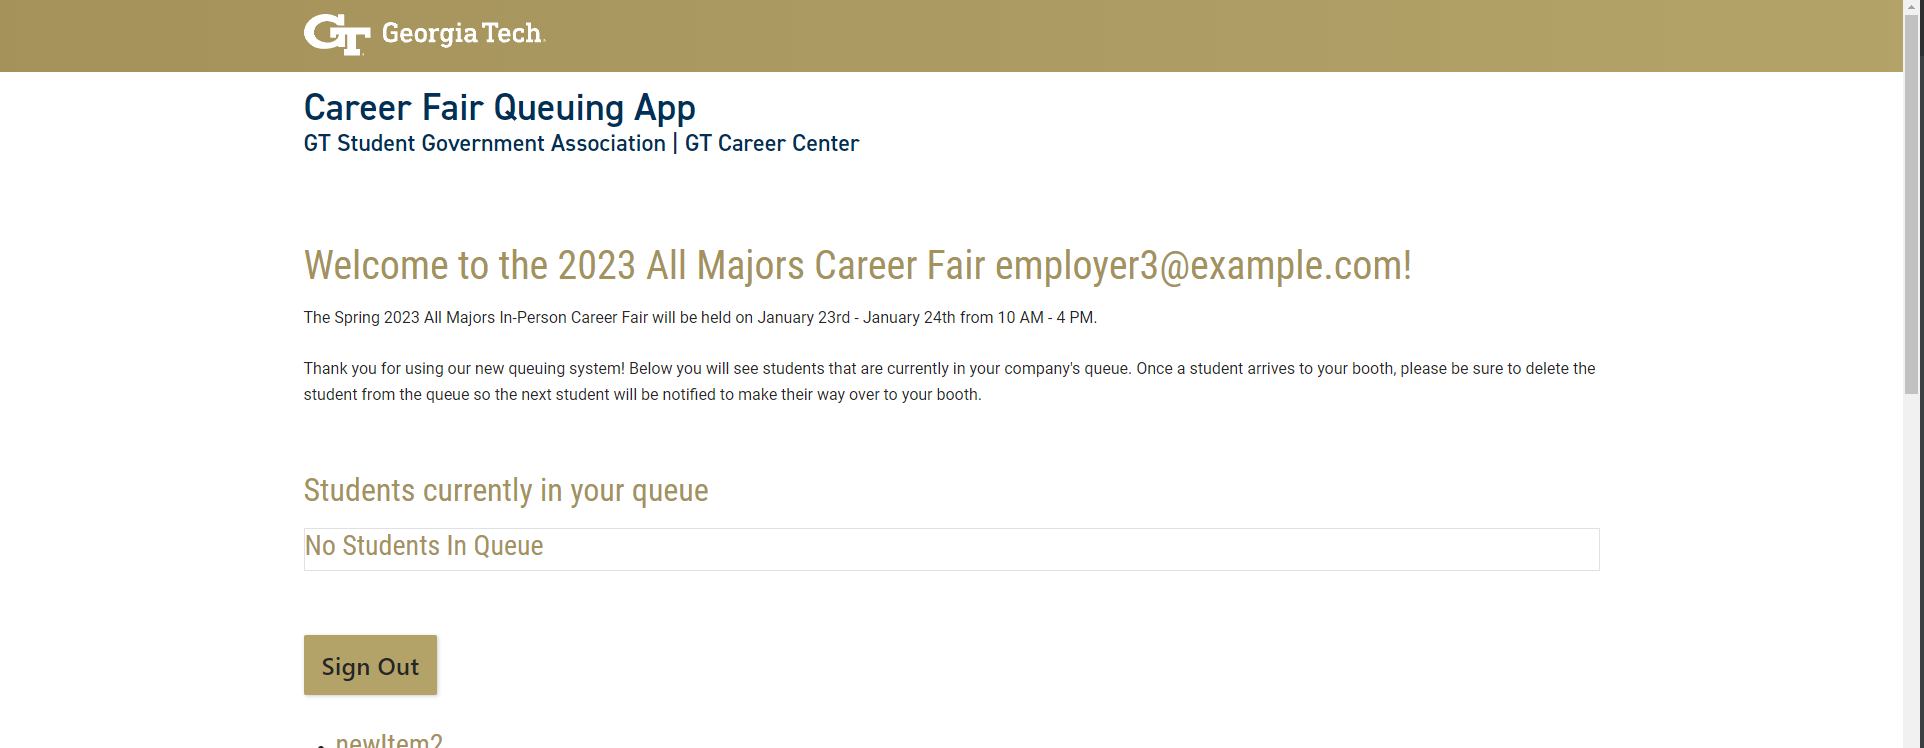 GT Georgia Tech.
Career Fair Queuing App
GT Student Government Association | GT Career Center
Welcome to the 2023 All Majors Career Fair employer3@example.com!
The Spring 2023 All Majors In-Person Career Fair will be held on January 23rd - January 24th from 10 AM - 4 PM.
Thank you for using our new queuing system! Below you will see students that are currently in your company's queue. Once a student arrives to your booth, please be sure to delete the
student from the queue so the next student will be notified to make their way over to your booth.
Students currently in your queue
No Students In Queue
Sign Out
newItem2